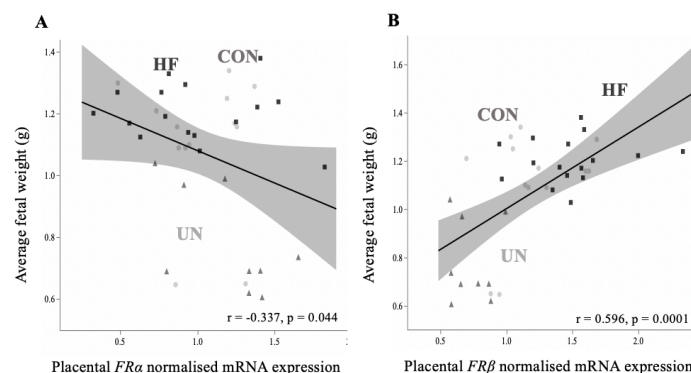 A
HF
CON
UN
1.4
1.2
1.0
0.8
0.6
0.5
1.0
1.5
r = -0.337, p = 0.044
Average fetal weight (g)
Placental FRα normalised mRNA expression
B
HF
CON
UN
1.6
1.4
1.2
1.0
0.8
0.6
0.5
1.0
1.5
2.0
r = 0.596, p = 0.0001
Average fetal weight (g)
Placental FRβ normalised mRNA expression